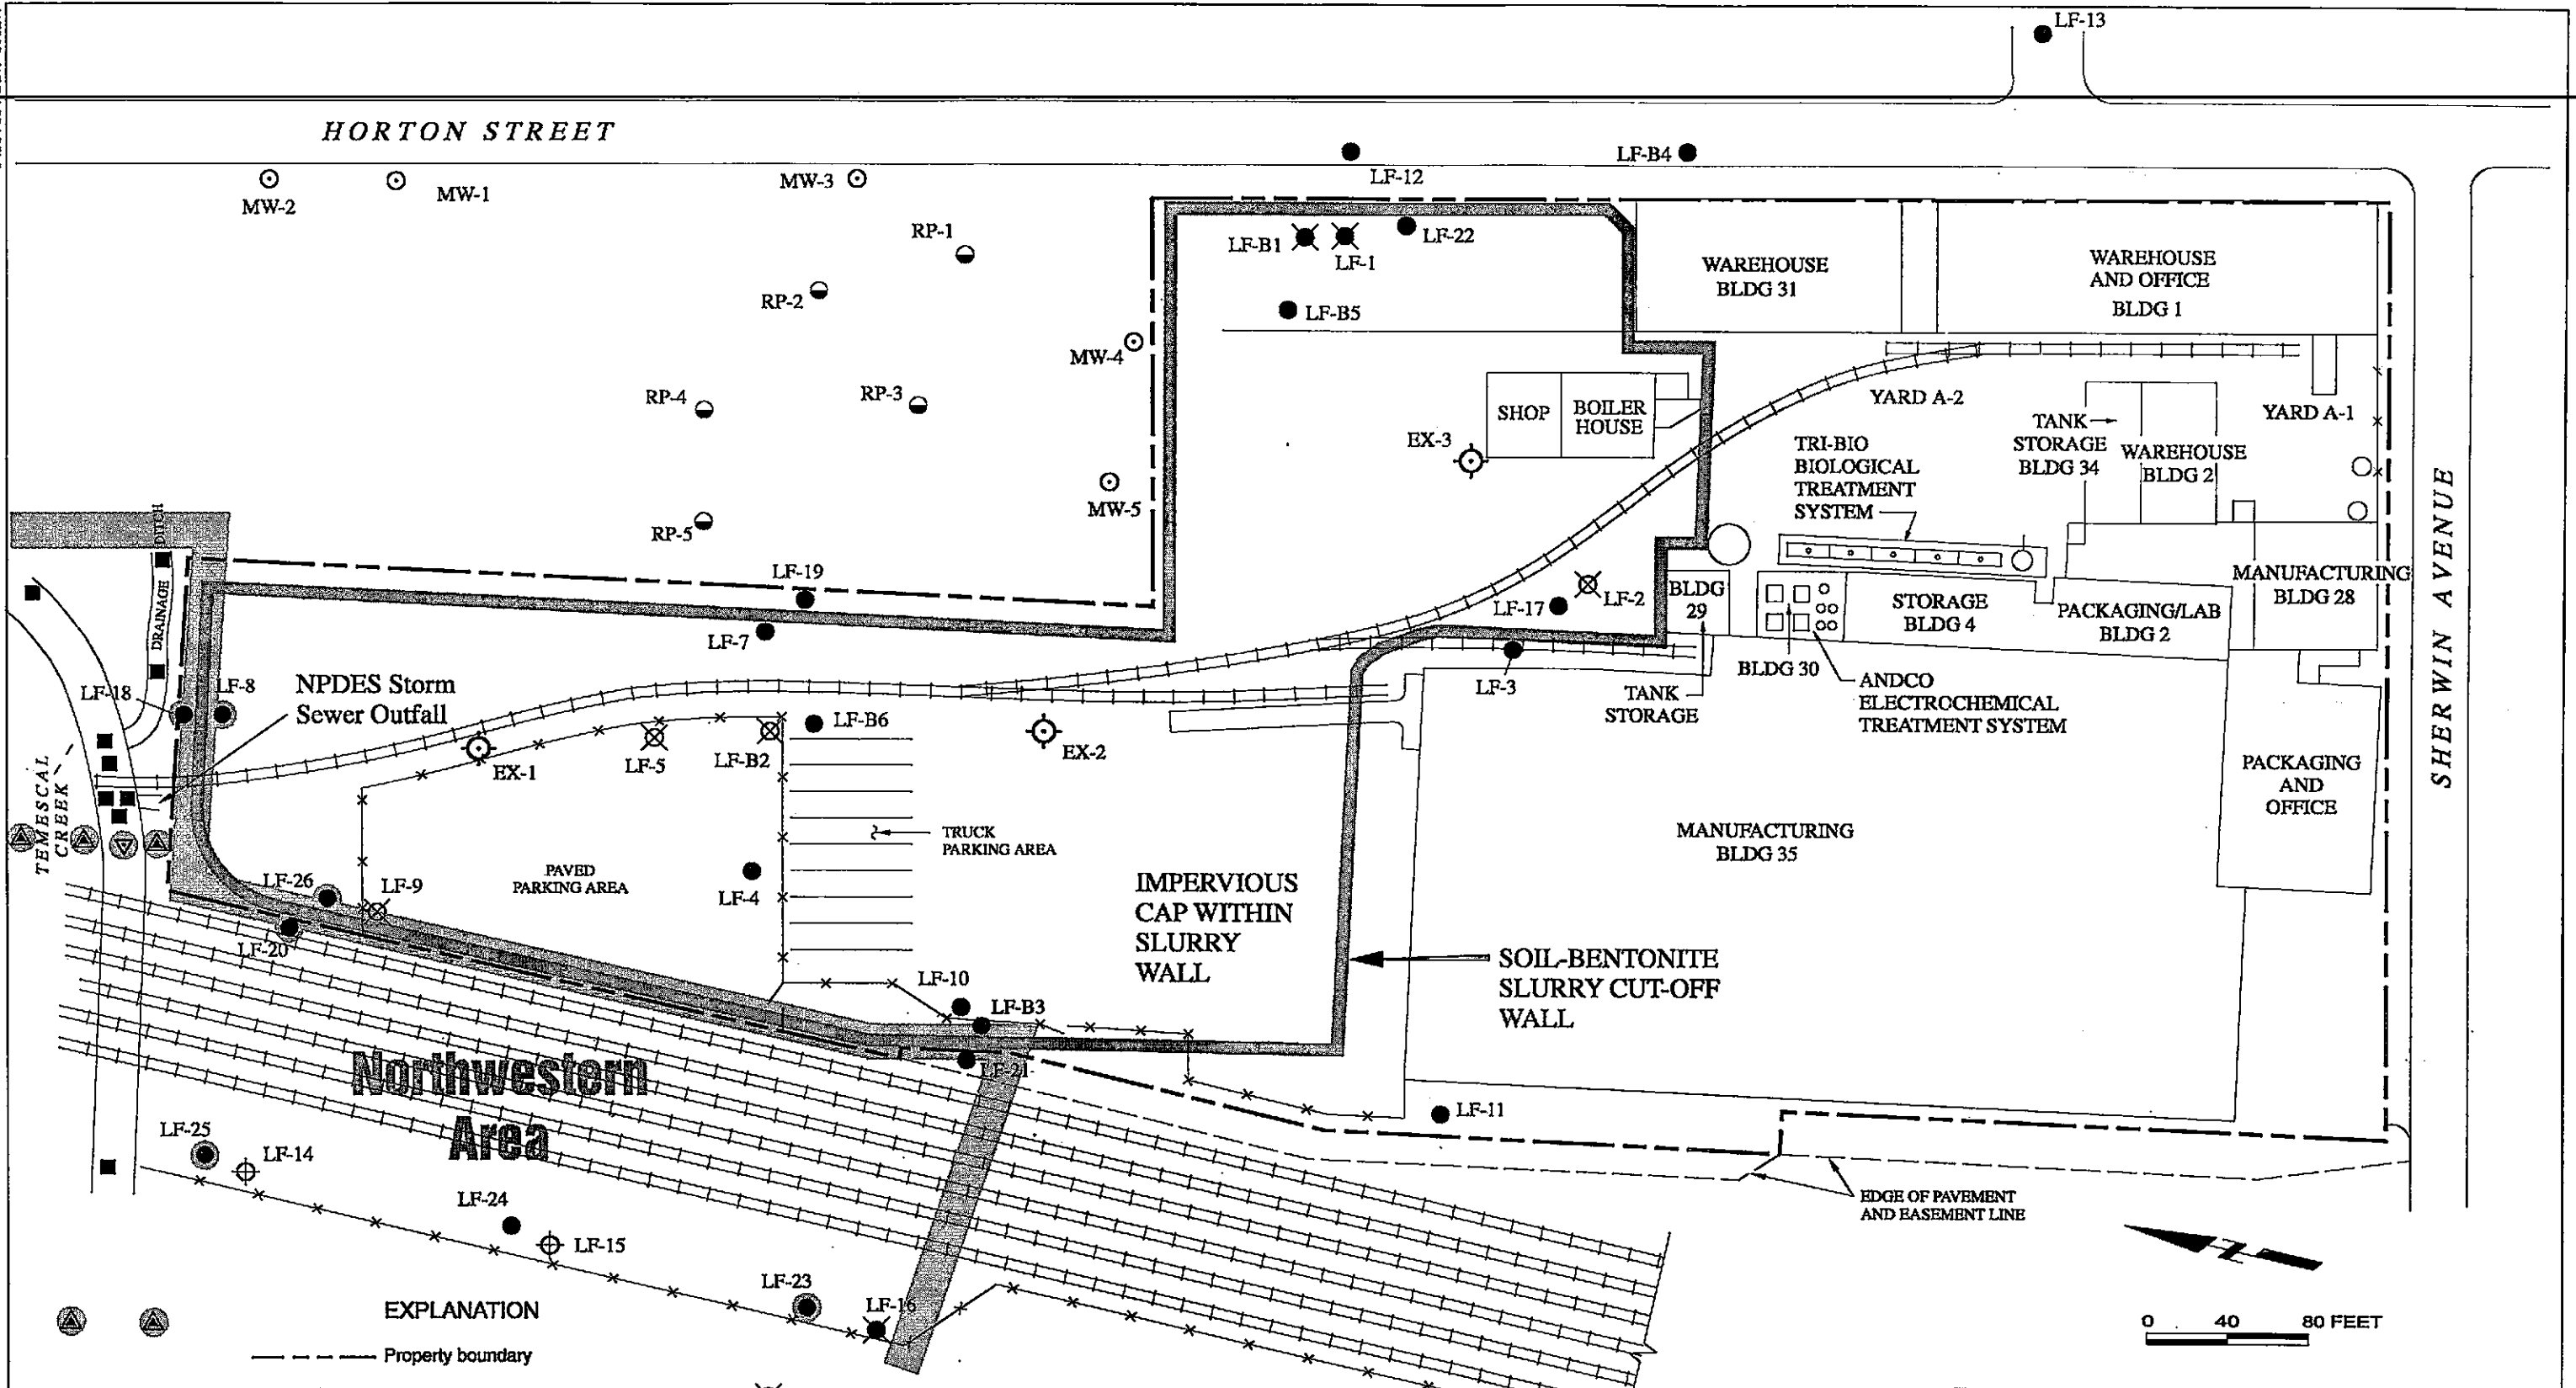 LF-13
HORTON STREET
LF-B4
LF-12
MW-2
MW-1
MW-3
RP-1
LF-B1
LF-1
LF-22
RP-2
LF-B5
WAREHOUSE
BLDG 31
WAREHOUSE
AND OFFICE
BLDG 1
MW-4
RP-4
RP-3
SHOP
BOILER
HOUSE
YARD A-2
YARD A-1
EX-3
TANK
STORAGE
BLDG 34
WAREHOUSE
BLDG 2
TRI-BIO
BIOLOGICAL
TREATMENT
SYSTEM
MW-5
RP-5
SHERWIN AVENUE
DRAINAGE
DITCH
LF-19
LF-7
LF-17
LF-2
BLDG
29
STORAGE
BLDG 4
PACKAGING/LAB
BLDG 2
MANUFACTURING
BLDG 28
LF-18
LF-8
NPDES Storm
Sewer Outfall
LF-3
TANK
STORAGE
BLDG 30
ANDCO
ELECTROCHEMICAL
TREATMENT SYSTEM
LF-B6
EX-1
LF-5
LF-B2
EX-2
PACKAGING
AND
OFFICE
TEMESCAL
CREEK
TRUCK
PARKING AREA
MANUFACTURING
BLDG 35
PAVED
PARKING AREA
LF-26
LF-9
LF-4
IMPERVIOUS
CAP WITHIN
SLURRY
WALL
LF-20
SOIL-BENTONITE
SLURRY CUT-OFF
WALL
LF-10
LF-B3
LF-21
Northwestern
Area
LF-11
LF-25
LF-14
LF-24
LF-15
EDGE OF PAVEMENT
AND EASEMENT LINE
LF-23
LF-16
EXPLANATION
Property boundary
0 40 80 FEET